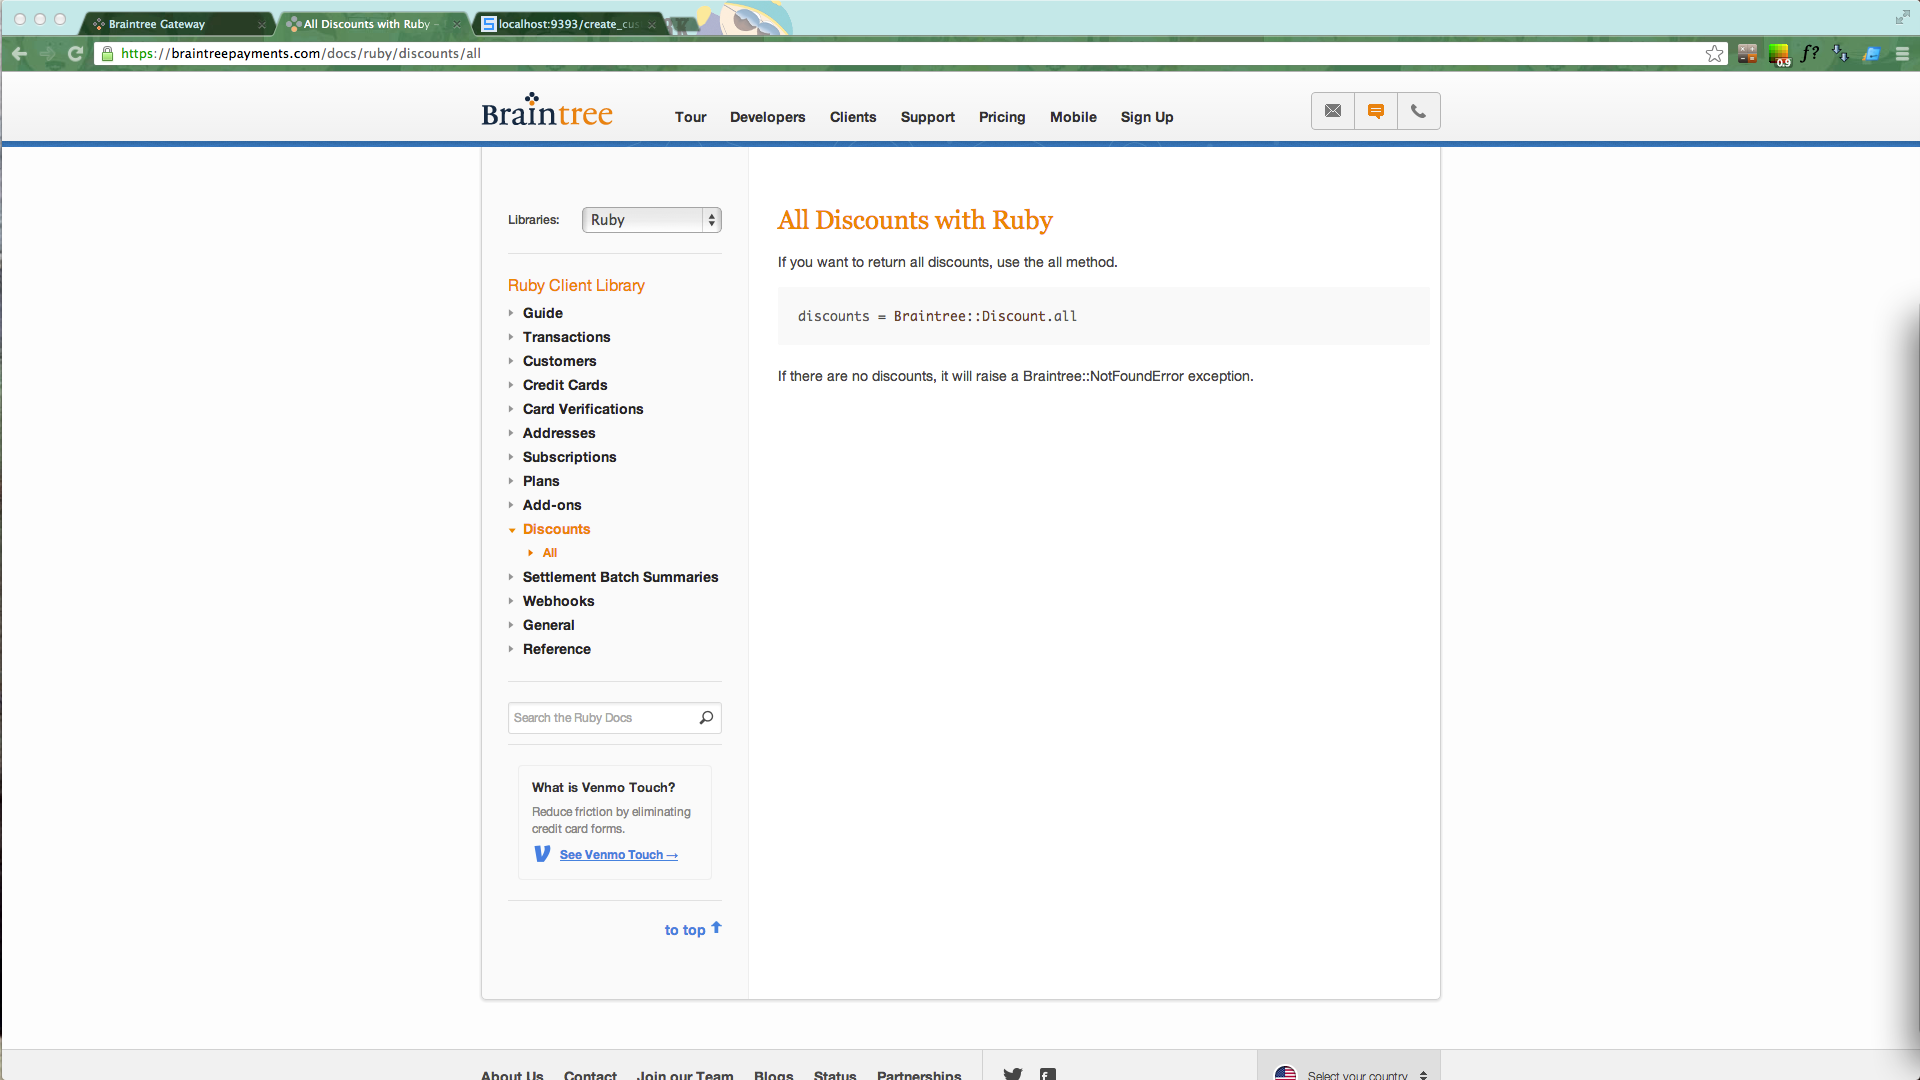 Braintree Gateway
All Discounts with Ruby -
localhost:9393/create_cus
https://braintreepayments.com/docs/ruby/discounts/all
0.9
f?
Braintree
Tour Developers Clients Support Pricing Mobile Sign Up
Libraries: Ruby
Ruby Client Library
Guide
Transactions
Customers
Credit Cards
Card Verifications
Addresses
Subscriptions
Plans
Add-ons
Discounts
All
Settlement Batch Summaries
Webhooks
General
Reference
Search the Ruby Docs
What is Venmo Touch?
Reduce friction by eliminating
credit card forms.
See Venmo Touch →
to top
All Discounts with Ruby
If you want to return all discounts, use the all method.
discounts = Braintree::Discount.all
If there are no discounts, it will raise a Braintree::NotFoundError exception.
About Us Contact Join our Team Blogs Status Partnerships
Select your country